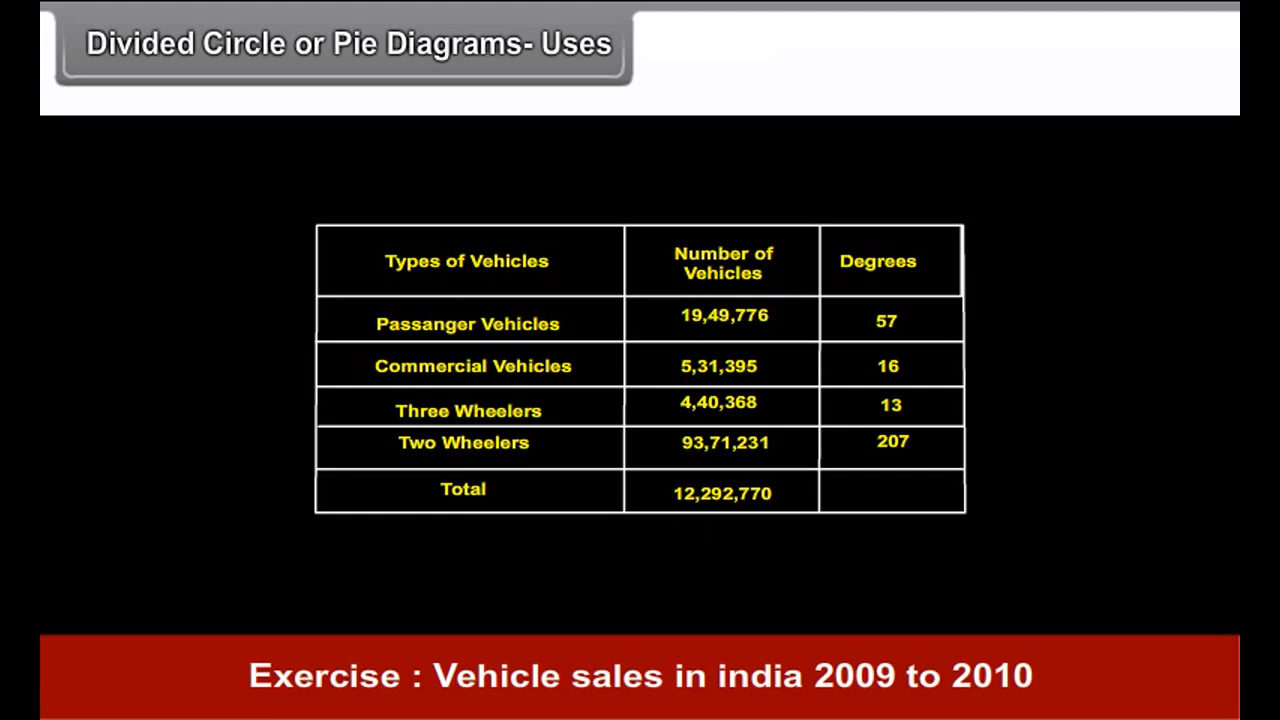 Divided Circle or Pie Diagrams- Uses
Types of Vehicles
Number of
Vehicles
Degrees
Passanger Vehicles 19,49,776 57
Commercial Vehicles 5,31,395 16
Three Wheelers 4,40,368 13
Two Wheelers 93,71,231 207
Total 12,292,770
Exercise : Vehicle sales in india 2009 to 2010